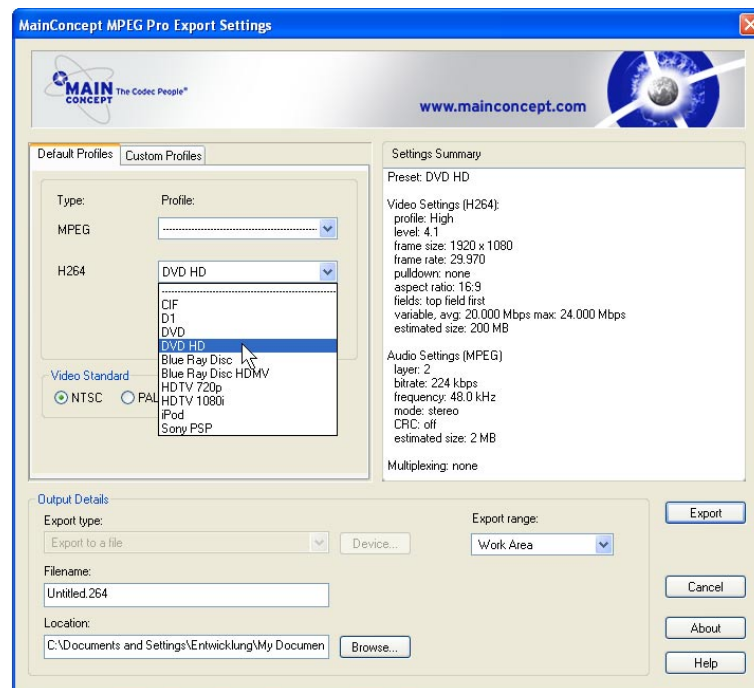 MainConcept MPEG Pro Export Settings
MAIN CONCEPT The Codec People®
www.mainconcept.com
Default Profiles
Custom Profiles
Type:
Profile:
MPEG
H264
DVD HD
CIF
D1
DVD
DVD HD
Blue Ray Disc
Blue Ray Disc HDMV
HDTV 720p
HDTV 1080i
iPod
Sony PSP
Video Standard
NTSC
PAL
Settings Summary
Preset: DVD HD
Video Settings (H264):
profile: High
level: 4.1
frame size: 1920 x 1080
frame rate: 29.970
pulldown: none
aspect ratio: 16:9
fields: top field first
variable, avg: 20.000 Mbps max: 24.000 Mbps
estimated size: 200 MB
Audio Settings (MPEG)
layer: 2
bitrate: 224 kbps
frequency: 48.0 kHz
mode: stereo
CRC: off
estimated size: 2 MB
Multiplexing: none
Output Details
Export type:
Export to a file
Device...
Export range:
Work Area
Filename:
Untitled.264
Location:
C:\Documents and Settings\Entwicklung\My Documen
Browse...
Export
Cancel
About
Help